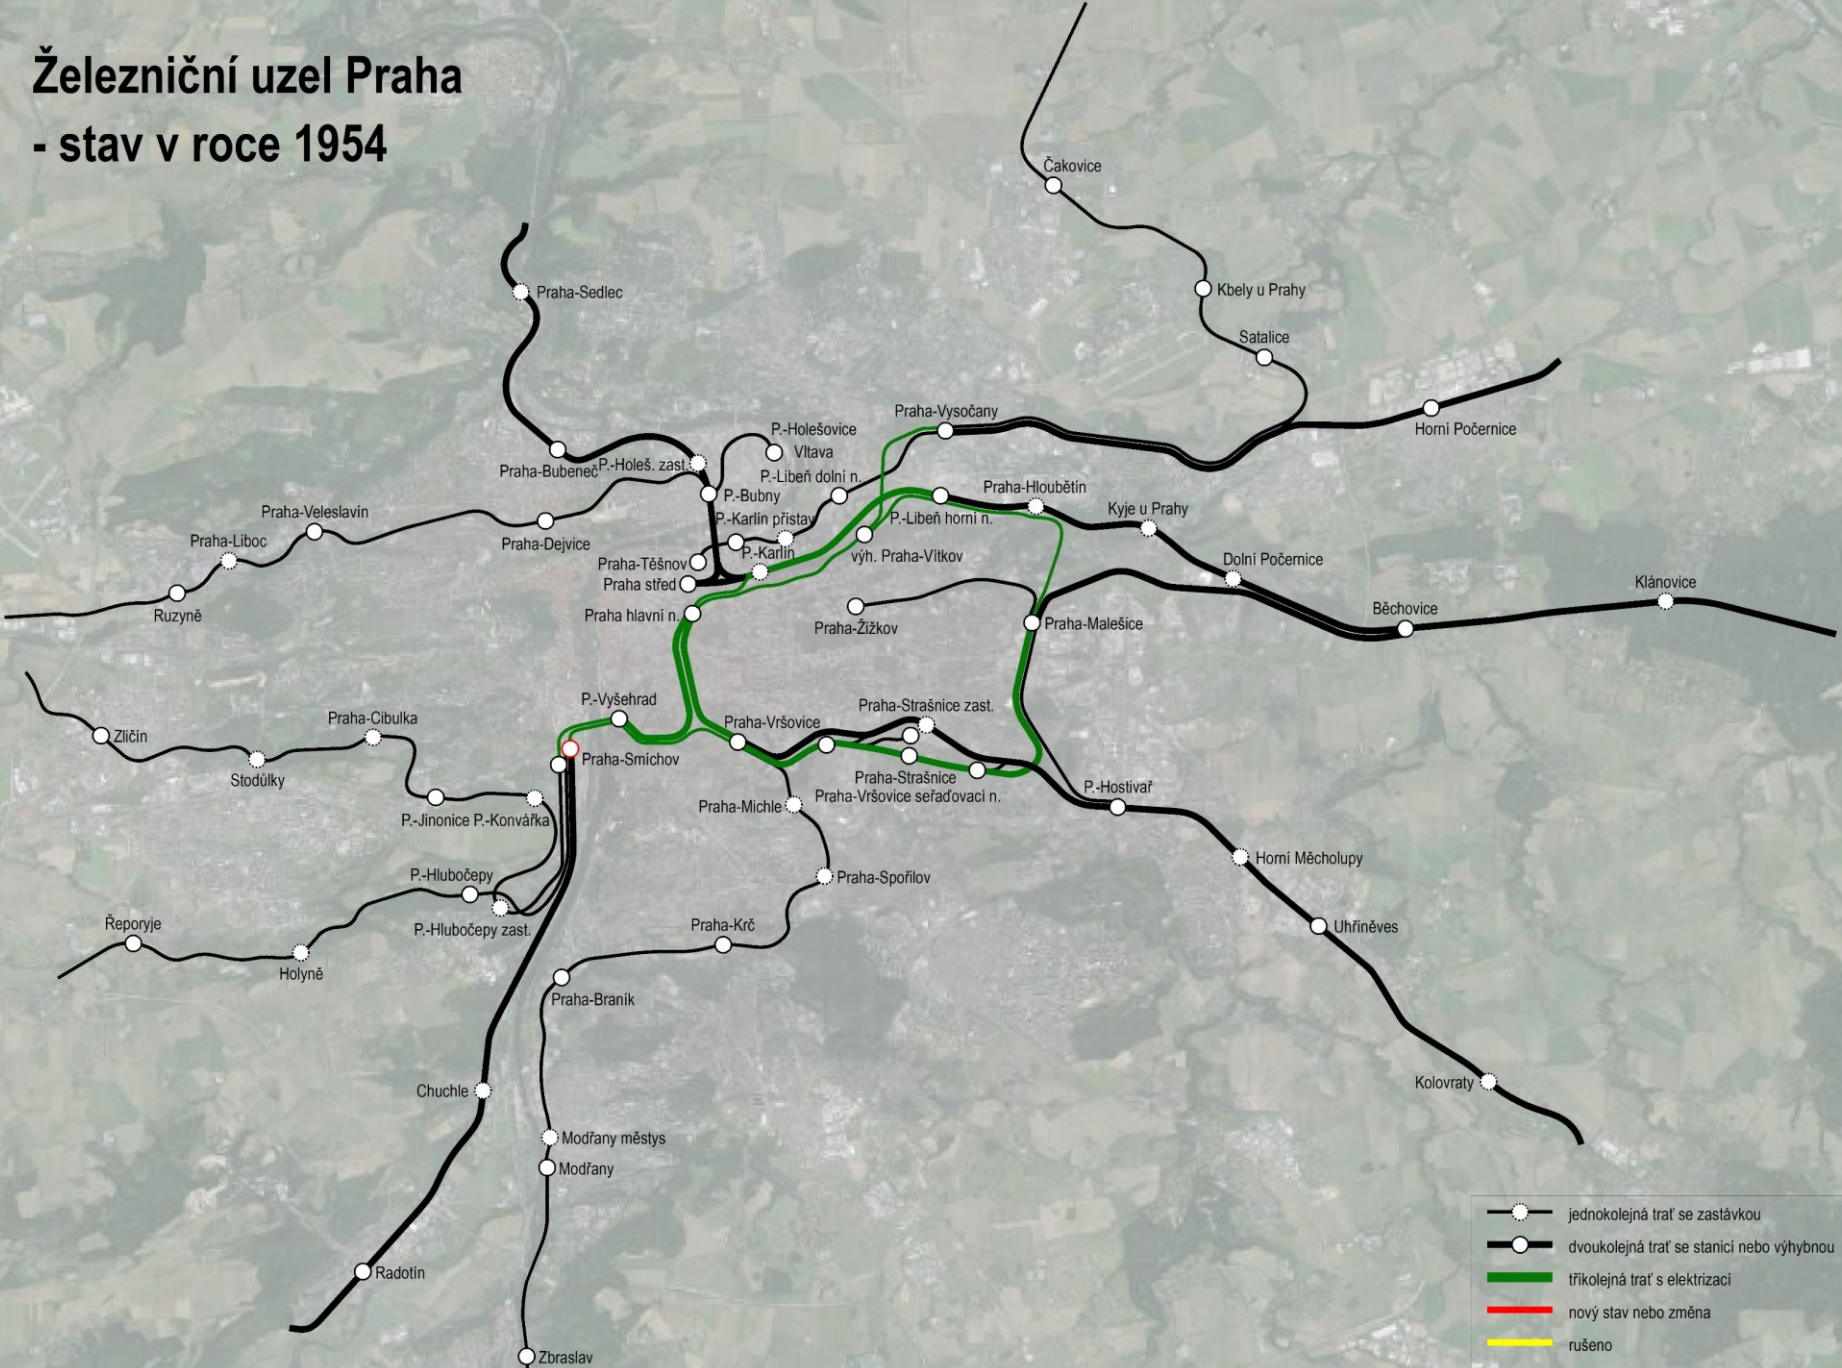 Železniční uzel Praha
- stav v roce 1954
Čakovice
Praha-Sedlec
Kbely u Prahy
Satalice
Praha-Vysočany
Horní Počernice
P.-Holešovice
Vltava
Praha-Bubeneč
P.-Holeš. zast.
P.-Libeň dolní n.
P.-Bubny
Praha-Hloubětín
Kyje u Prahy
Praha-Veleslavín
P.-Karlín přístav
P.-Libeň horní n.
Praha-Liboc
Praha-Dejvice
P.-Karlín
výh. Praha-Vítkov
Praha-Těšnov
Dolní Počernice
Praha střed
Klánovice
Ruzyně
Praha hlavní n.
Praha-Žižkov
Praha-Malešice
Běchovice
P.-Vyšehrad
Praha-Strašnice zast.
Praha-Cibulka
Praha-Vršovice
Zličín
Praha-Smíchov
Stodůlky
Praha-Strašnice
Praha-Vršovice seřaďovací n.
P.-Hostivař
Praha-Michle
P.-Jinonice
P.-Konvářka
Horní Měcholupy
P.-Hlubočepy
Praha-Spořilov
Řeporyje
P.-Hlubočepy zast.
Praha-Krč
Uhříněves
Holyně
Praha-Braník
Chuchle
Kolovraty
Modřany městys
Modřany
Radotín
Zbraslav
jednokolejná trať se zastávkou
dvoukolejná trať se stanicí nebo výhybnou
tříkolejná trať s elektrizací
nový stav nebo změna
rušeno